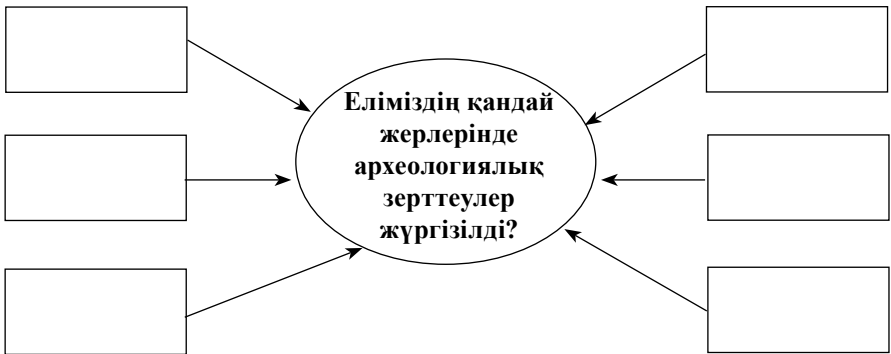 Еліміздің қандай
жерлерінде
археологиялық
зерттеулер
жүргізілді?